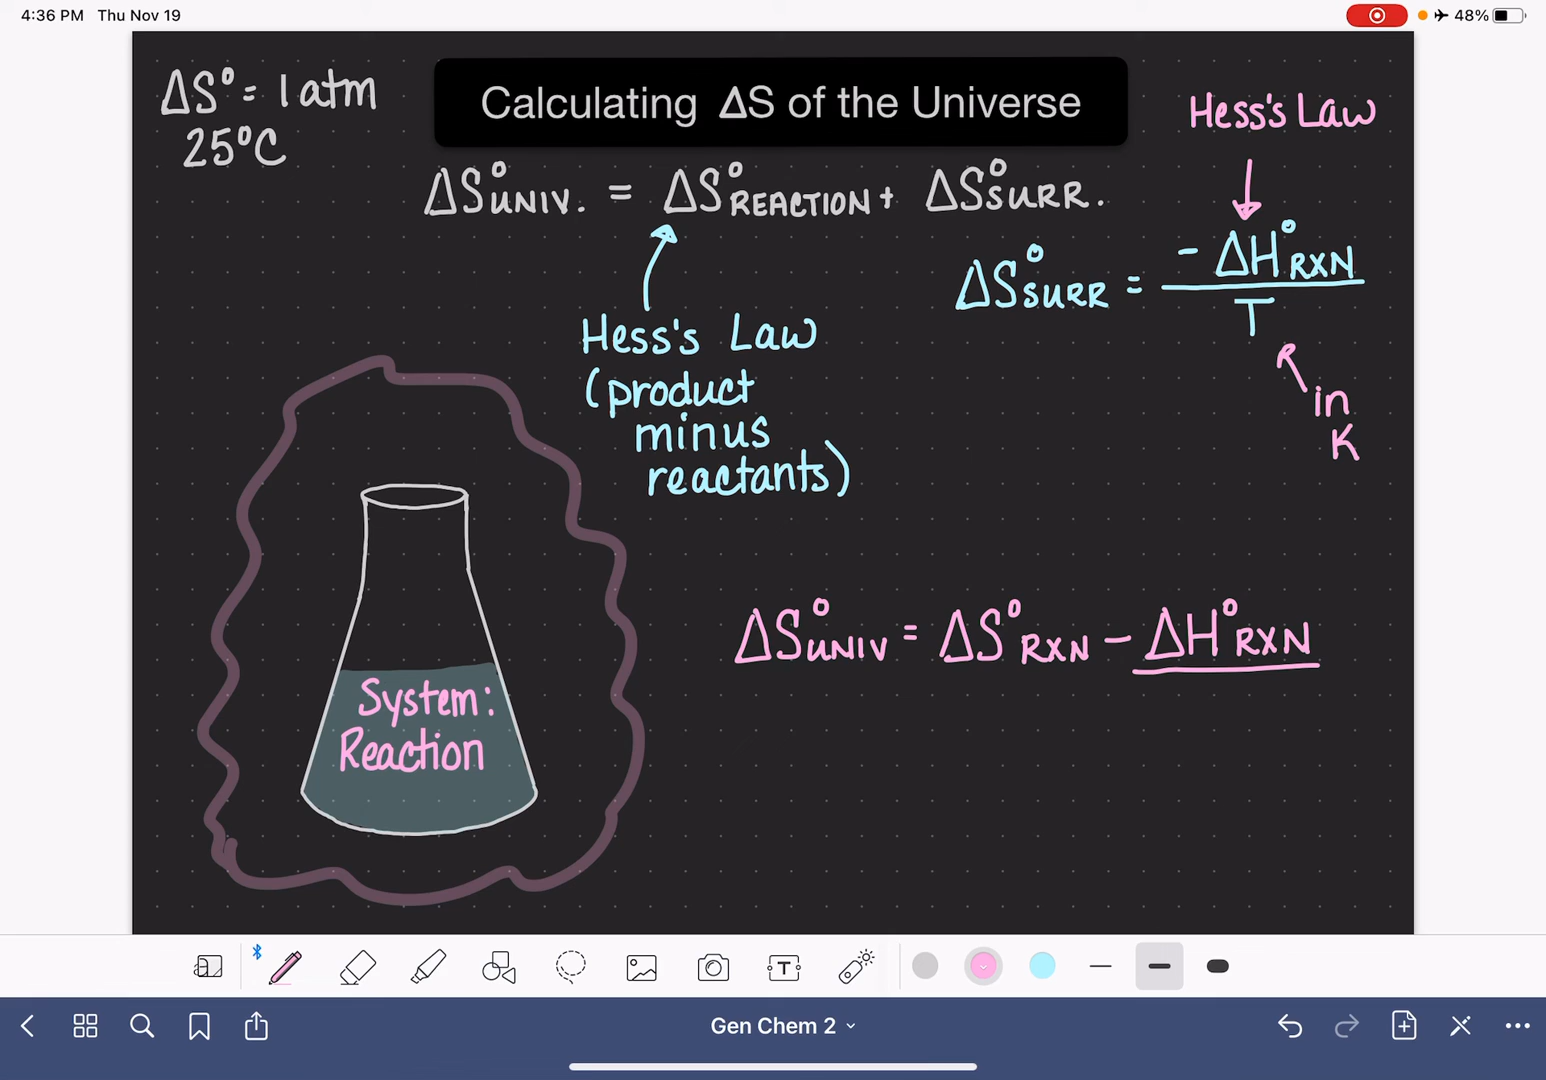 4:36 PM Thu Nov 19
48%
ΔS° = 1 atm
25°C
Calculating ΔS of the Universe
Hess's Law
ΔS°UNIV. = ΔS°REACTION + ΔS°SURR.
ΔS°SURR = -ΔH°RXN
T
in
K
Hess's Law
(product
minus
reactants)
ΔS°UNIV = ΔS°RXN - ΔH°RXN
System:
Reaction
T
Gen Chem 2